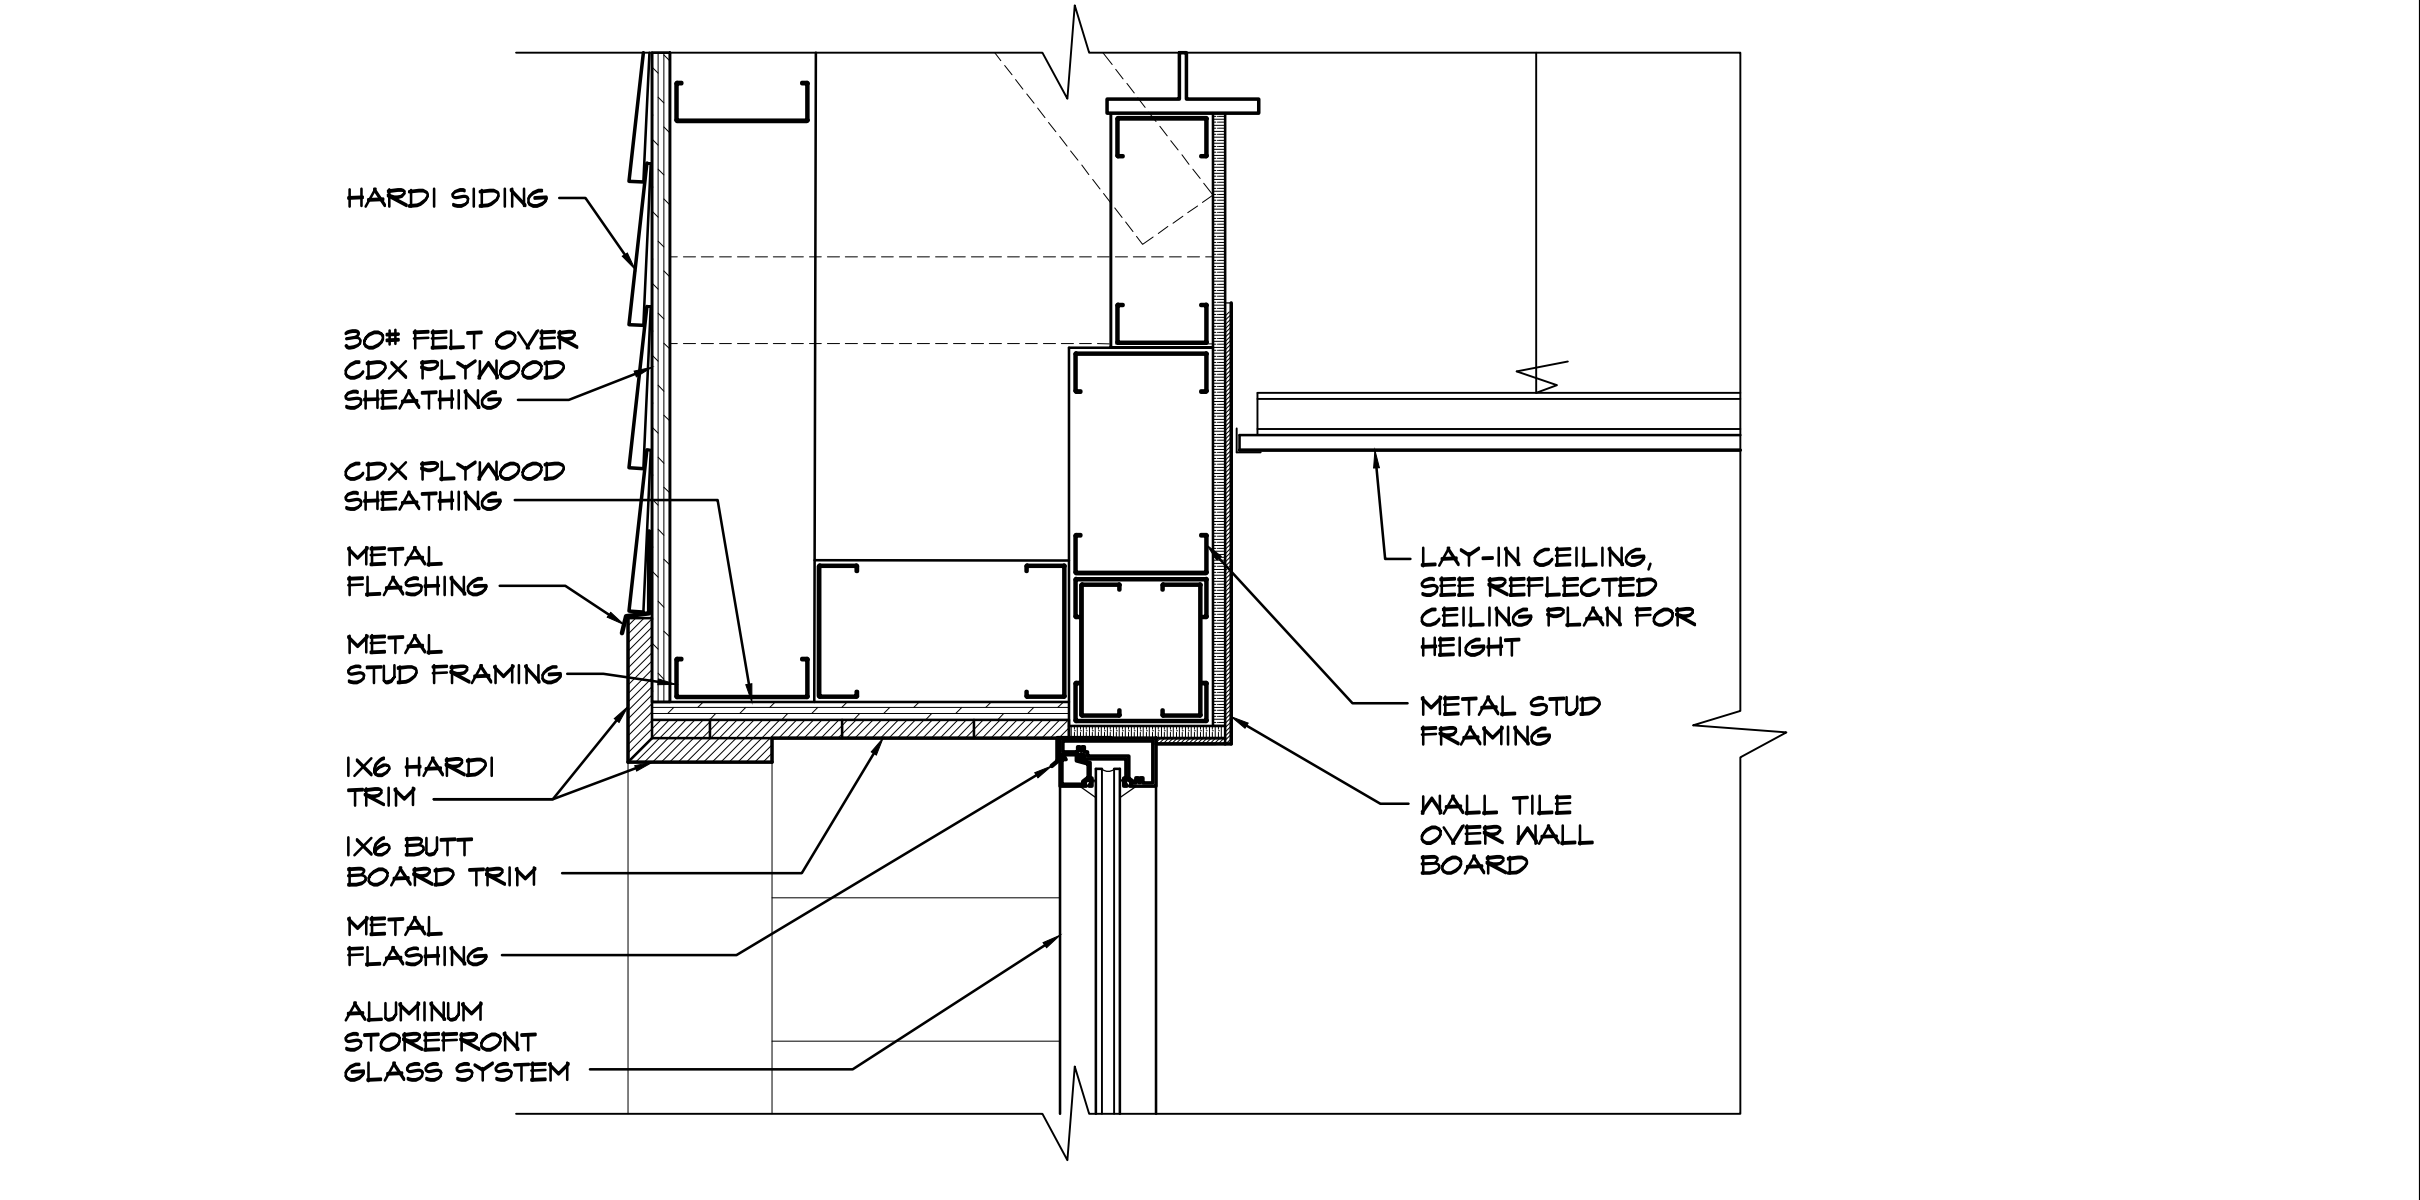 HARDI SIDING
30# FELT OVER
CDX PLYWOOD
SHEATHING
CDX PLYWOOD
SHEATHING
METAL
FLASHING
METAL
STUD FRAMING
1X6 HARDI
TRIM
1X6 BUTT
BOARD TRIM
METAL
FLASHING
ALUMINUM
STOREFRONT
GLASS SYSTEM
LAY-IN CEILING,
SEE REFLECTED
CEILING PLAN FOR
HEIGHT
METAL STUD
FRAMING
WALL TILE
OVER WALL
BOARD